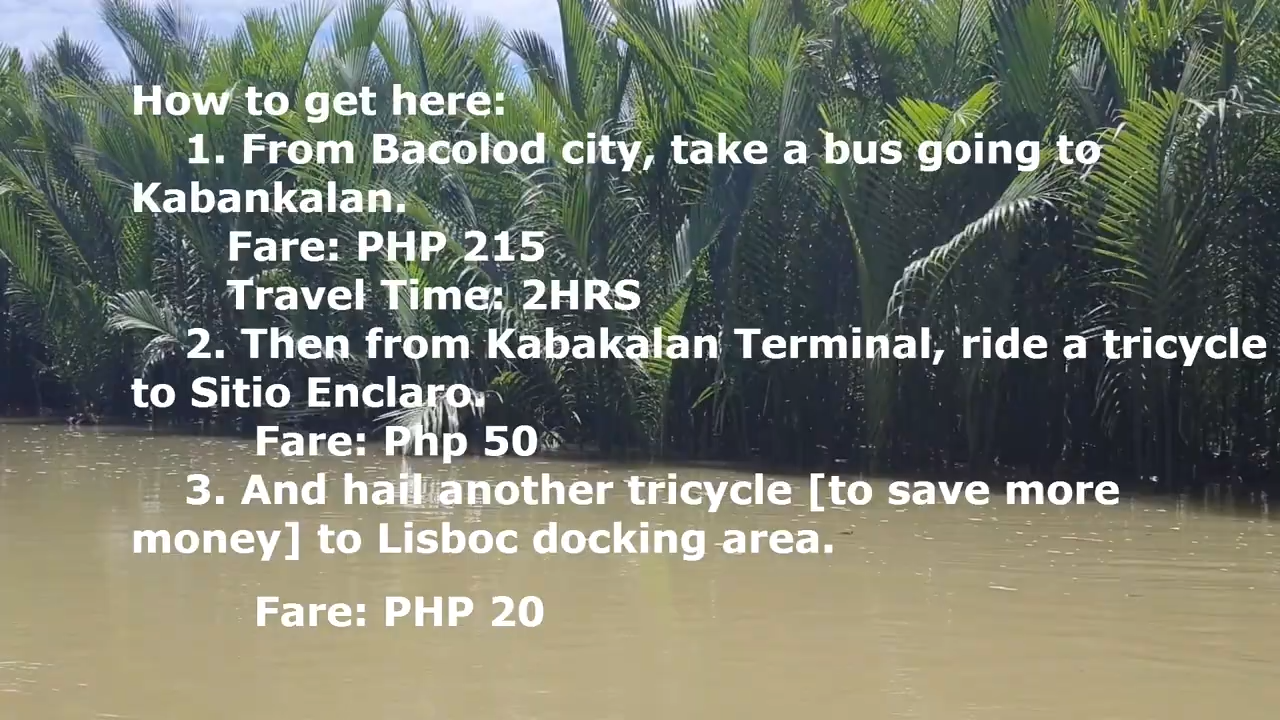 How to get here:
1. From Bacolod city, take a bus going to
Kabankalan.
Fare: PHP 215
Travel Time: 2HRS
2. Then from Kabakalan Terminal, ride a tricycle
to Sitio Enclaro.
Fare: Php 50
3. And hail another tricycle [to save more
money] to Lisboc docking area.
Fare: PHP 20